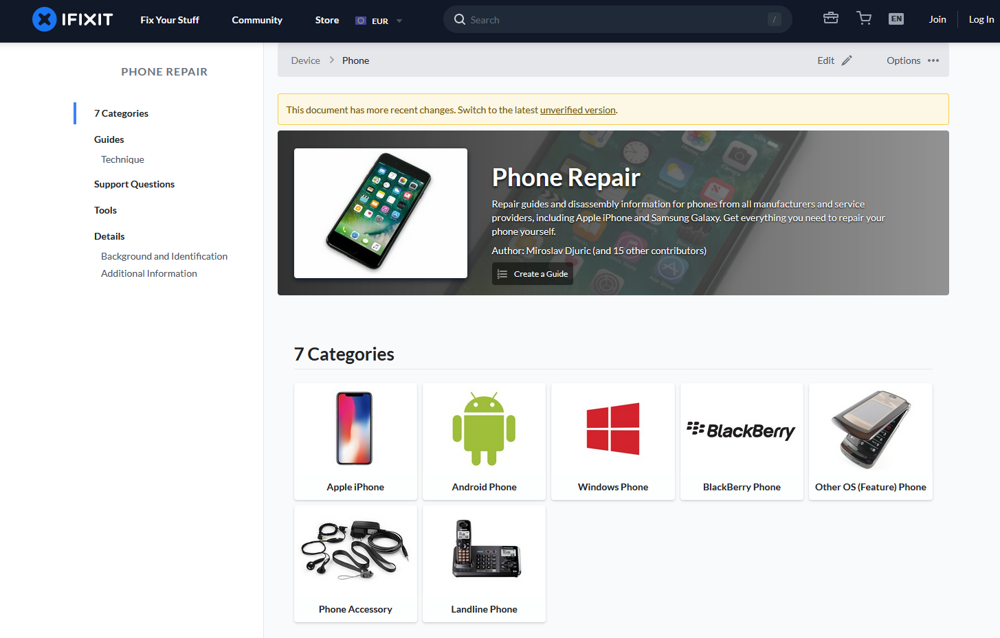 IFIXIT
Fix Your Stuff
Community
Store
EUR
Search
/
EN
Join
Log In
PHONE REPAIR
7 Categories
Guides
Technique
Support Questions
Tools
Details
Background and Identification
Additional Information
Device
Phone
Edit
Options
This document has more recent changes. Switch to the latest unverified version.
Phone Repair
Repair guides and disassembly information for phones from all manufacturers and service
providers, including Apple iPhone and Samsung Galaxy. Get everything you need to repair your
phone yourself.
Author: Miroslav Djuric (and 15 other contributors)
Create a Guide
7 Categories
Apple iPhone
Android Phone
Windows Phone
BlackBerry
BlackBerry Phone
Other OS (Feature) Phone
Phone Accessory
Landline Phone